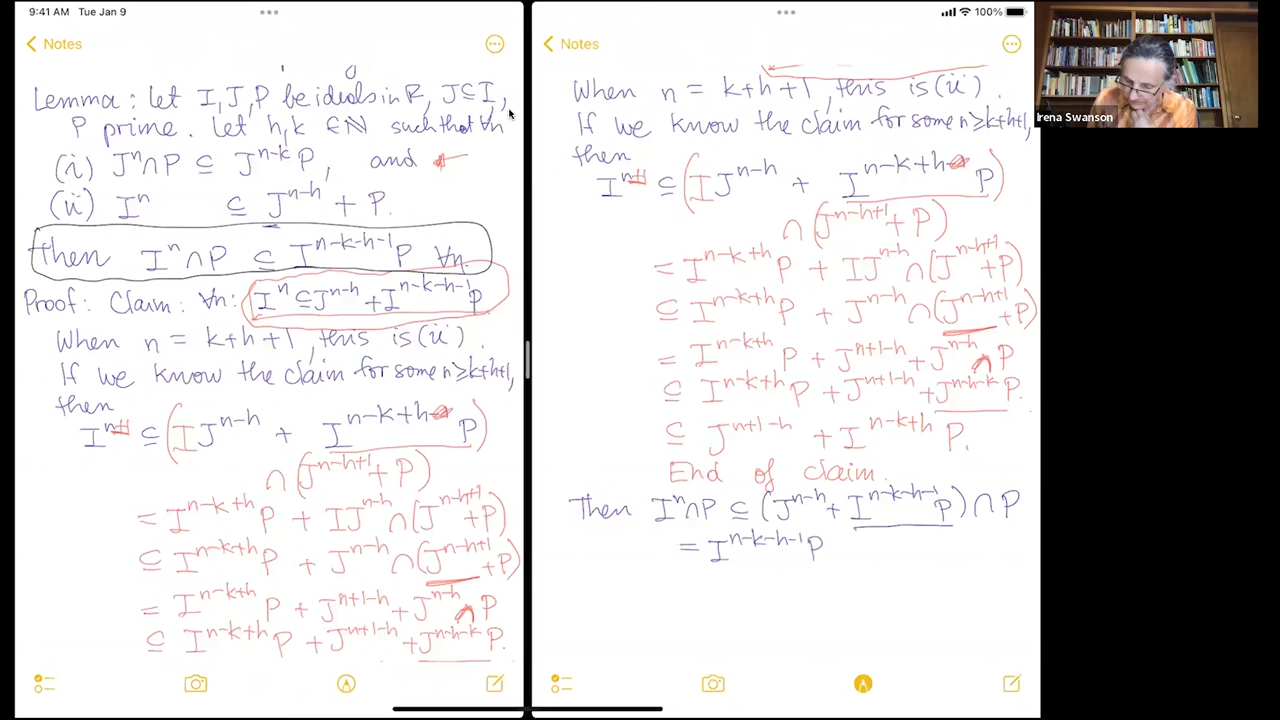 9:41 AM Tue Jan 9
Notes
Lemma: let I, J, P be ideals in R, J⊆I,
P prime. Let h, k ∈ ℕ such that ∀n
(i) J^n ∩ P ⊆ J^{n-k} P, and
(ii) I^n ⊆ J^{n-h} + P.
then I^n ∩ P ⊆ I^{n-k-h-1} P ∀n.
Proof: Claim: ∀n: I^n ⊆ J^{n-h} + I^{n-k-h-1} P
When n = k+h+1, this is (ii).
If we know the claim for some n ≥ k+h+1,
then
I^{n+1} ⊆ (I J^{n-h} + I^{n-k+h} P)
∩ (J^{n-h+1} + P)
= I^{n-k+h} P + I J^{n-h} ∩ (J^{n-h+1} + P)
⊆ I^{n-k+h} P + J^{n-h} ∩ (J^{n-h+1} + P)
= I^{n-k+h} P + J^{n+1-h} + J^{n-h} ∩ P
⊆ I^{n-k+h} P + J^{n+1-h} + J^{n-h-k} P.
100%
Notes
When n = k+h+1, this is (ii).
If we know the claim for some n ≥ k+h+1,
then
I^{n+1} ⊆ (I J^{n-h} + I^{n-k+h} P)
∩ (J^{n-h+1} + P)
= I^{n-k+h} P + I J^{n-h} ∩ (J^{n-h+1} + P)
⊆ I^{n-k+h} P + J^{n-h} ∩ (J^{n-h+1} + P)
= I^{n-k+h} P + J^{n+1-h} + J^{n-h} ∩ P
⊆ I^{n-k+h} P + J^{n+1-h} + J^{n-h-k} P.
⊆ J^{n+1-h} + I^{n-k+h} P.
End of claim.
Then I^n ∩ P ⊆ (J^{n-h} + I^{n-k-h-1} P) ∩ P
= I^{n-k-h-1} P
Irena Swanson